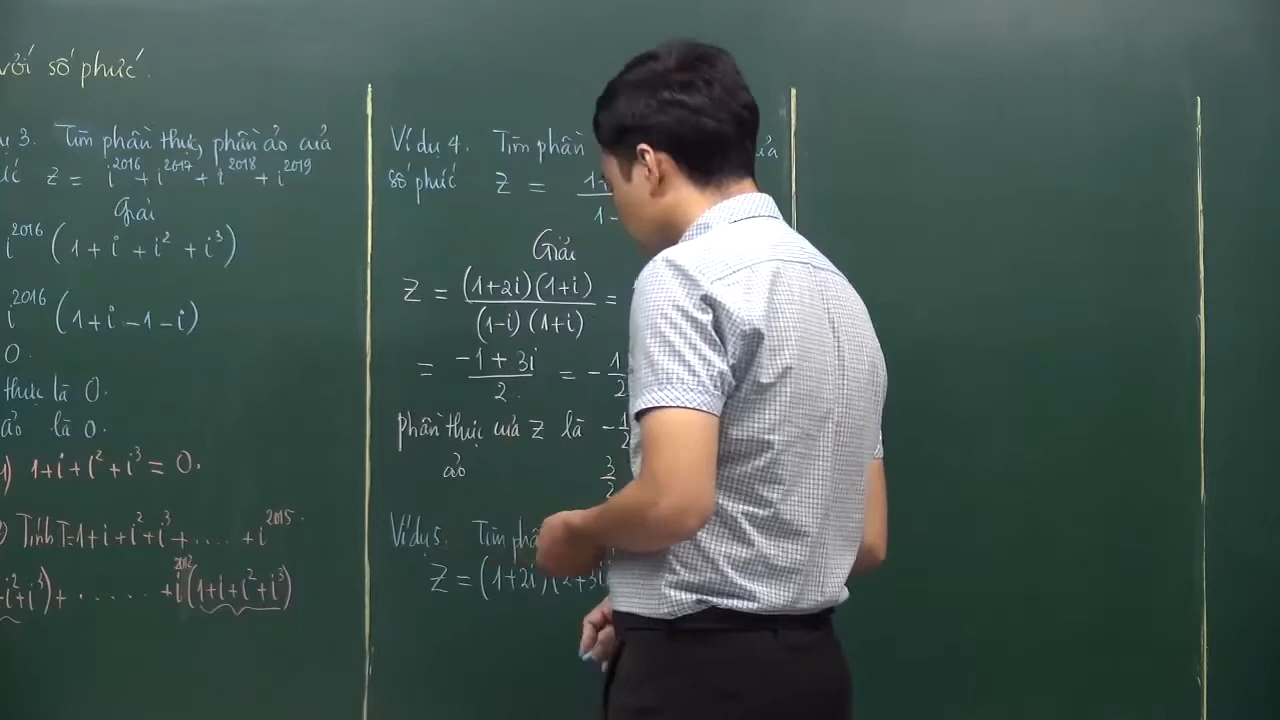 với số phức.
3. Tìm phần thực, phần ảo của
z = i^2016 + i^2017 + i^2018 + i^2019
Giải
i^2016 (1 + i + i^2 + i^3)
i^2016 (1 + i - 1 - i)
0.
thực là 0.
ảo là 0.
1) 1 + i + i^2 + i^3 = 0.
) Tính T = 1 + i + i^2 + i^3 + .... + i^2015.
+ i^2 + i^3) + ...... + i^2012 (1 + i + i^2 + i^3)
Ví dụ 4. Tìm phần
số phức z = 1
1-
Giải
z = (1+2i)(1+i) / (1-i)(1+i) =
= -1 + 3i / 2 = - 1/2
phần thực của z là - 1/2
ảo 3/2
Ví dụ 5. Tìm
z = (1+2i)(2+3i